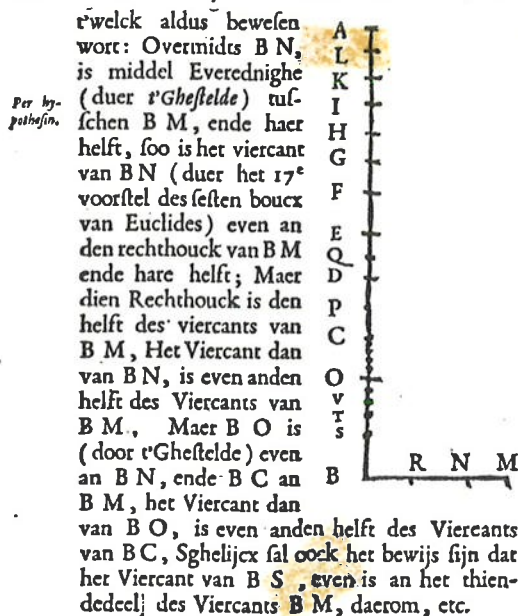 t'welck aldus bewesen
wort: Overmidts B N,
is middel Everednighe
(duer t'Ghestelde) tus-
schen B M, ende haer
helft, soo is het viercant
van B N (duer het 17e
voorstel des sesten boucx
van Euclides) even an
den rechthouck van B M
ende hare helft; Maer
dien Rechthouck is den
helft des viercants van
B M, Het Viercant dan
van B N, is even anden
helft des Viercants van
B M. Maer B O is
(door t'Ghestelde) even
an B N, ende B C an
B M, het Viercant dan
van B O, is even anden helft des Viercants
van B C, Sghelijcx sal oock het bewijs sijn dat
het Viercant van B S, even is an het thien-
dedeel des Viercants B M, daerom, etc.
Per hy-
pothesin.
A
L
K
I
H
G
F
E
Q
D
P
C
O
V
T
S
B
R N M